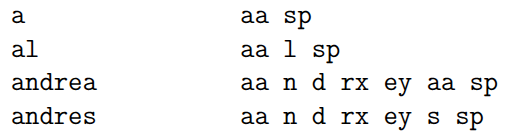 a aa sp
al aa l sp
andrea aa n d rx ey aa sp
andres aa n d rx ey s sp